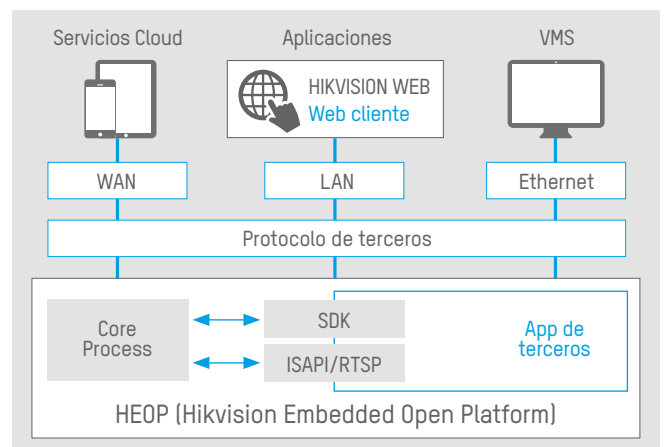 Servicios Cloud
Aplicaciones
VMS
HIKVISION WEB
Web cliente
WAN
LAN
Ethernet
Protocolo de terceros
Core
Process
SDK
ISAPI/RTSP
App de
terceros
HEOP (Hikvision Embedded Open Platform)